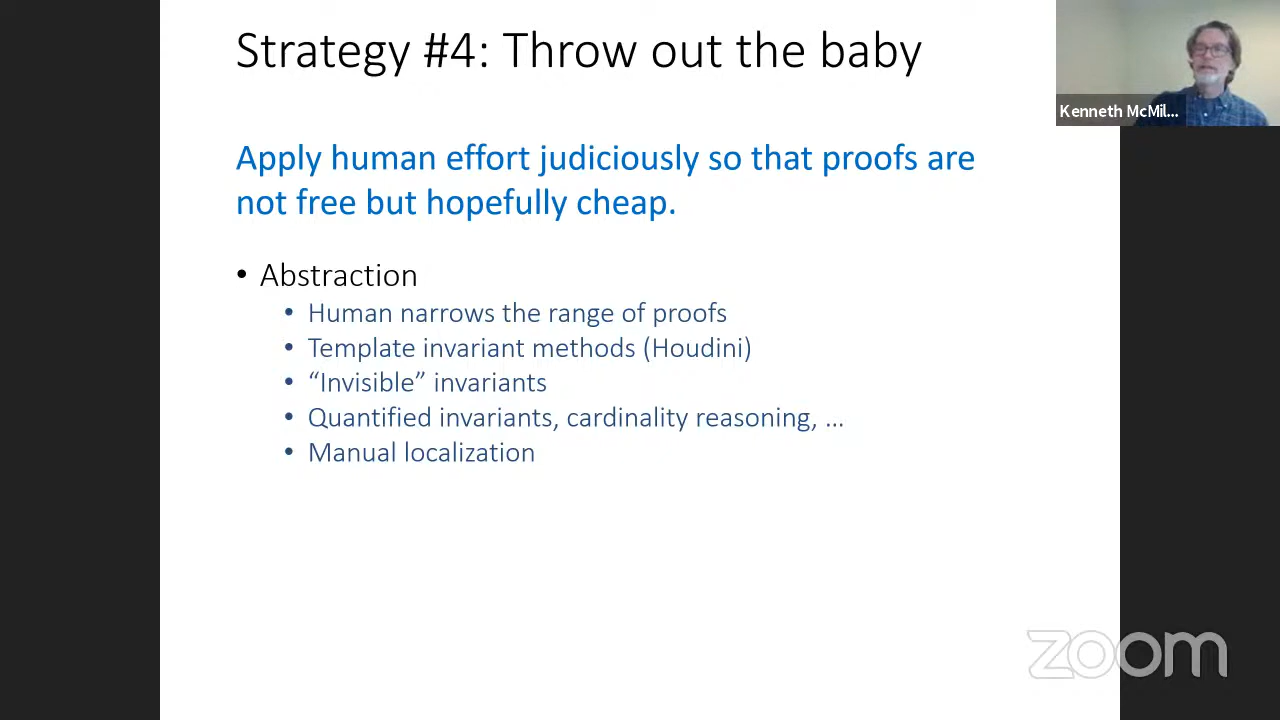 Strategy #4: Throw out the baby
Kenneth McMil...
Apply human effort judiciously so that proofs are
not free but hopefully cheap.
• Abstraction
• Human narrows the range of proofs
• Template invariant methods (Houdini)
• “Invisible” invariants
• Quantified invariants, cardinality reasoning, ...
• Manual localization
zoom